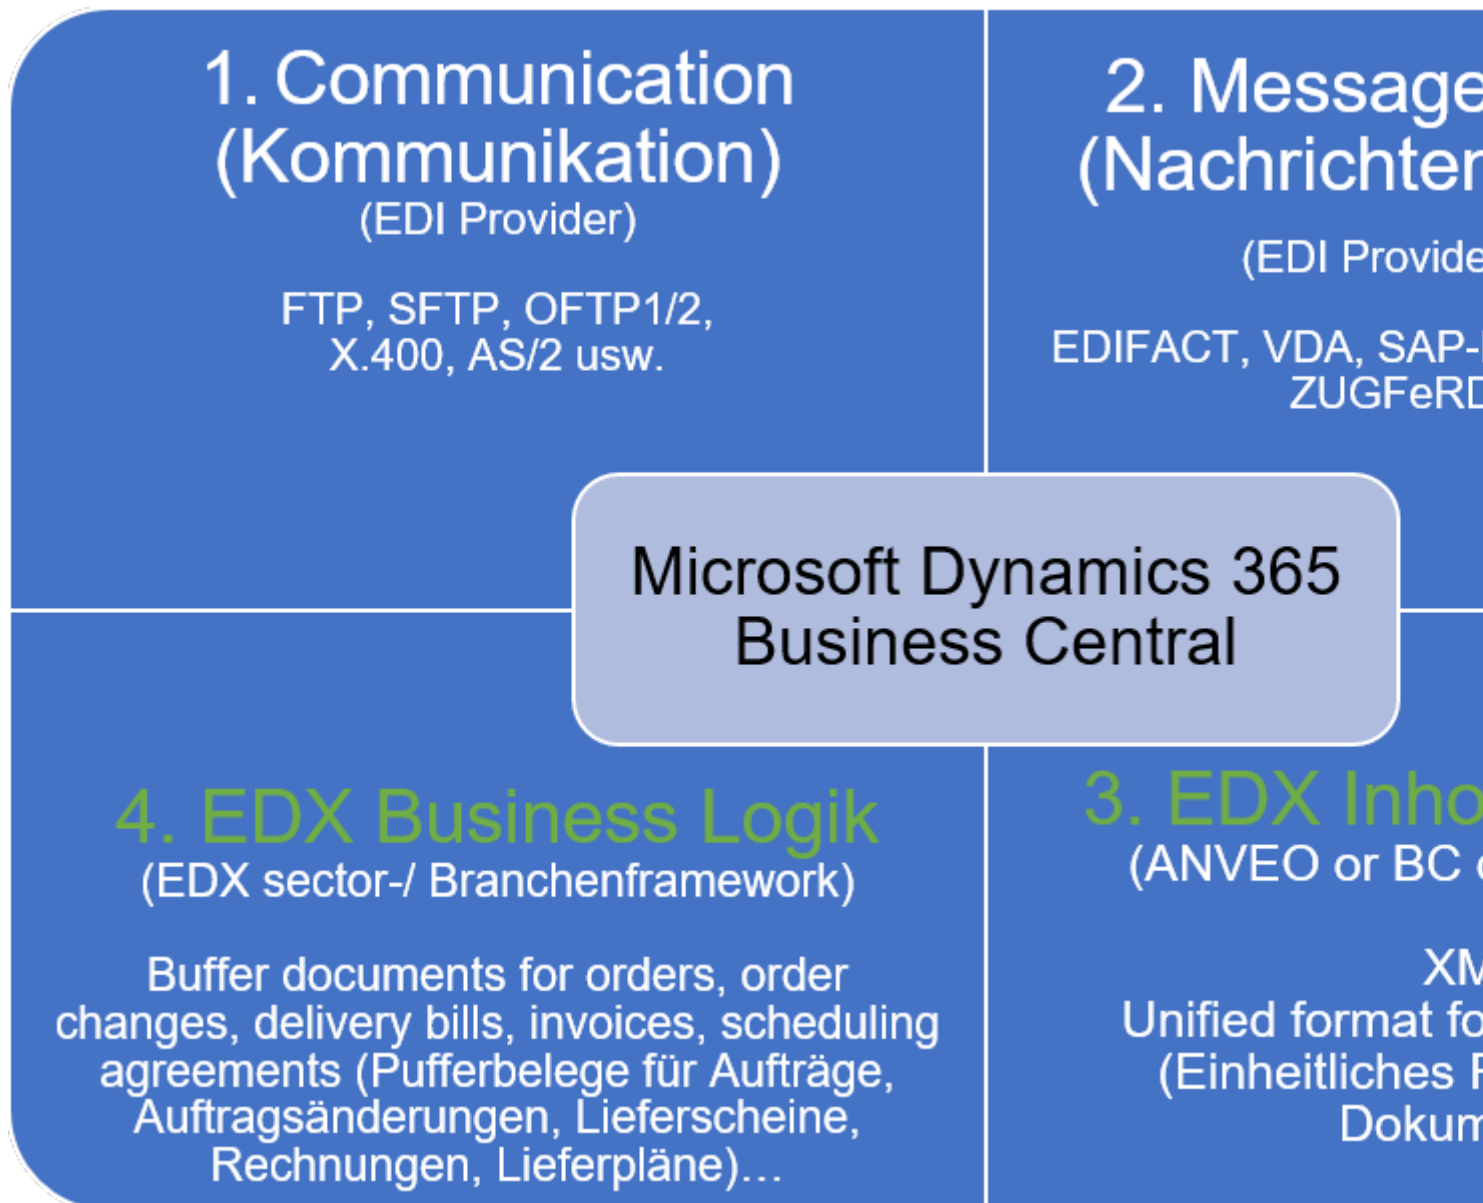 1. Communication
(Kommunikation)
(EDI Provider)
FTP, SFTP, OFTP1/2,
X.400, AS/2 usw.
2. Message
(Nachrichten
(EDI Provide
EDIFACT, VDA, SAP-
ZUGFeRD
Microsoft Dynamics 365
Business Central
4. EDX Business Logik
(EDX sector-/ Branchenframework)
Buffer documents for orders, order
changes, delivery bills, invoices, scheduling
agreements (Pufferbelege für Aufträge,
Auftragsänderungen, Lieferscheine,
Rechnungen, Lieferpläne)…
3. EDX Inho
(ANVEO or BC
XM
Unified format fo
(Einheitliches
Dokum